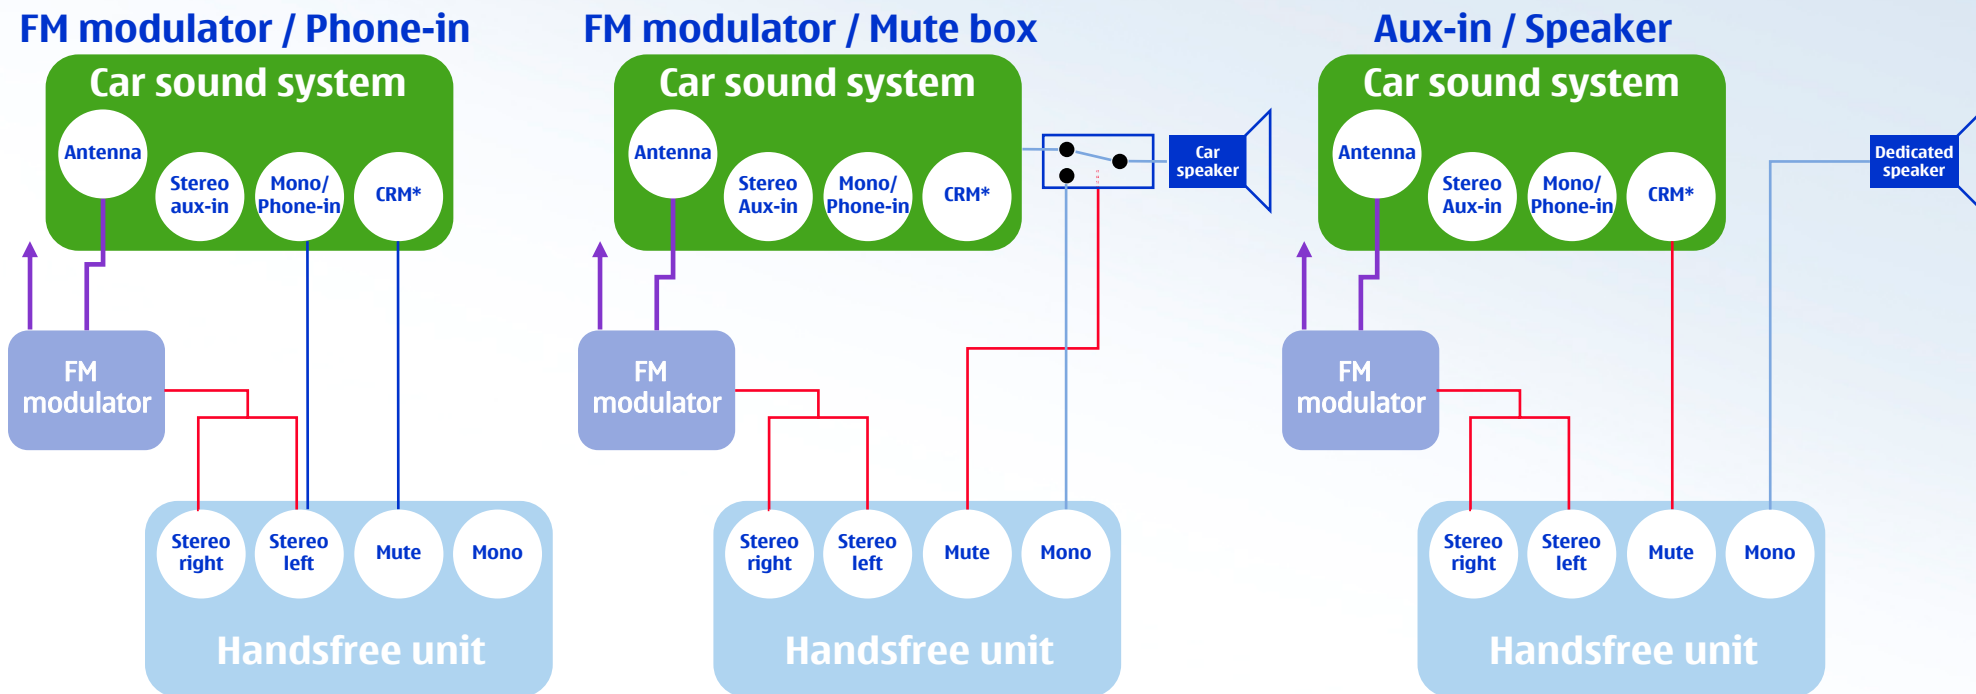 FM modulator / Phone-in
Car sound system
Antenna
Stereo
aux-in
Mono/
Phone-in
CRM*
FM
modulator
Stereo
right
Stereo
left
Mute
Mono
Handsfree unit
FM modulator / Mute box
Car sound system
Antenna
Stereo
Aux-in
Mono/
Phone-in
CRM*
Car
speaker
FM
modulator
Stereo
right
Stereo
left
Mute
Mono
Handsfree unit
Aux-in / Speaker
Car sound system
Antenna
Stereo
Aux-in
Mono/
Phone-in
CRM*
Dedicated
speaker
FM
modulator
Stereo
right
Stereo
left
Mute
Mono
Handsfree unit